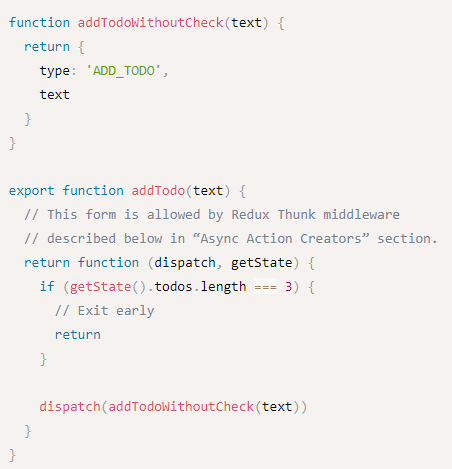 function addTodoWithoutCheck(text) {
  return {
    type: 'ADD_TODO',
    text
  }
}

export function addTodo(text) {
  // This form is allowed by Redux Thunk middleware
  // described below in “Async Action Creators” section.
  return function (dispatch, getState) {
    if (getState().todos.length === 3) {
      // Exit early
      return
    }

    dispatch(addTodoWithoutCheck(text))
  }
}